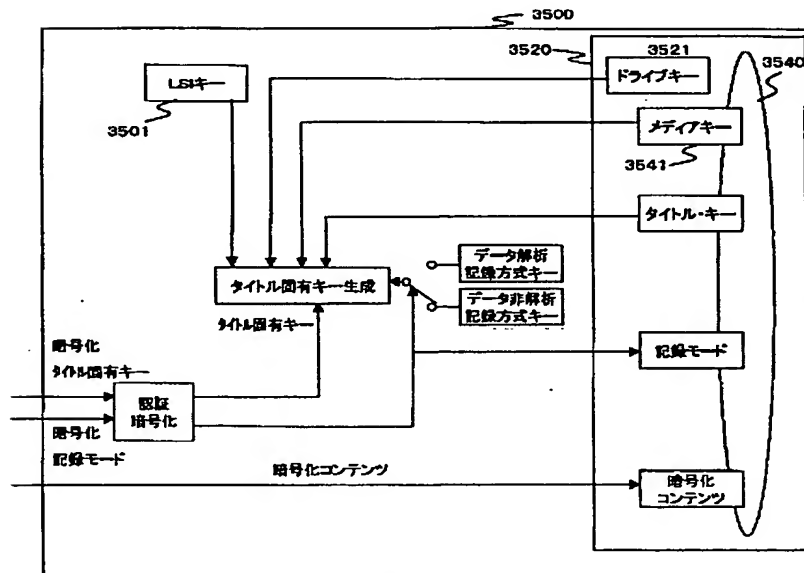 3500
3520
3521
3540
LSIキー
ドライブキー
3501
メディアキー
3541
タイトル・キー
データ解析
記録方式キー
タイトル固有キー生成
データ非解析
記録方式キー
タイトル固有キー
暗号化
タイトル固有キー
記録モード
認証
暗号化
暗号化
記録モード
暗号化コンテンツ
暗号化
コンテンツ